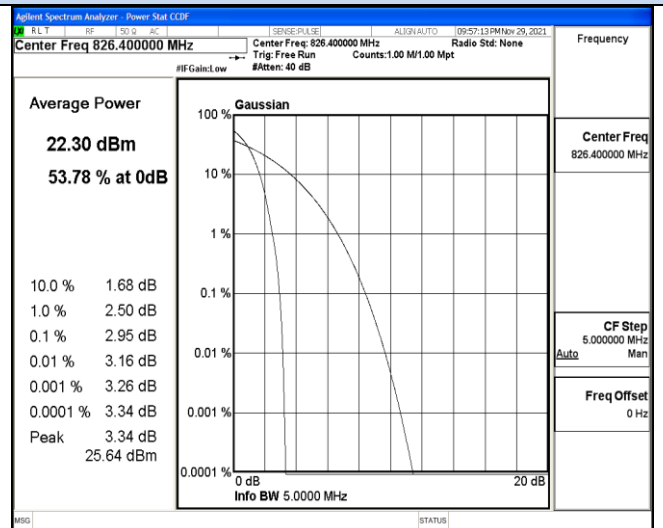 Agilent Spectrum Analyzer - Power Stat CCDF
RLT RF 50 Ω AC SENSE:PULSE ALIGN AUTO 09:57:13 PM Nov 29, 2021
Center Freq 826.400000 MHz
Center Freq: 826.400000 MHz Radio Std: None
Trig: Free Run Counts:1.00 M/1.00 Mpt
#IFGain:Low #Atten: 40 dB
Frequency
Average Power
22.30 dBm
53.78 % at 0dB
10.0 % 1.68 dB
1.0 % 2.50 dB
0.1 % 2.95 dB
0.01 % 3.16 dB
0.001 % 3.26 dB
0.0001 % 3.34 dB
Peak 3.34 dB
25.64 dBm
Gaussian
100 %
10 %
1 %
0.1 %
0.01 %
0.001 %
0.0001 %
0 dB 20 dB
Info BW 5.0000 MHz
Center Freq
826.400000 MHz
CF Step
5.000000 MHz
Auto Man
Freq Offset
0 Hz
MSG STATUS